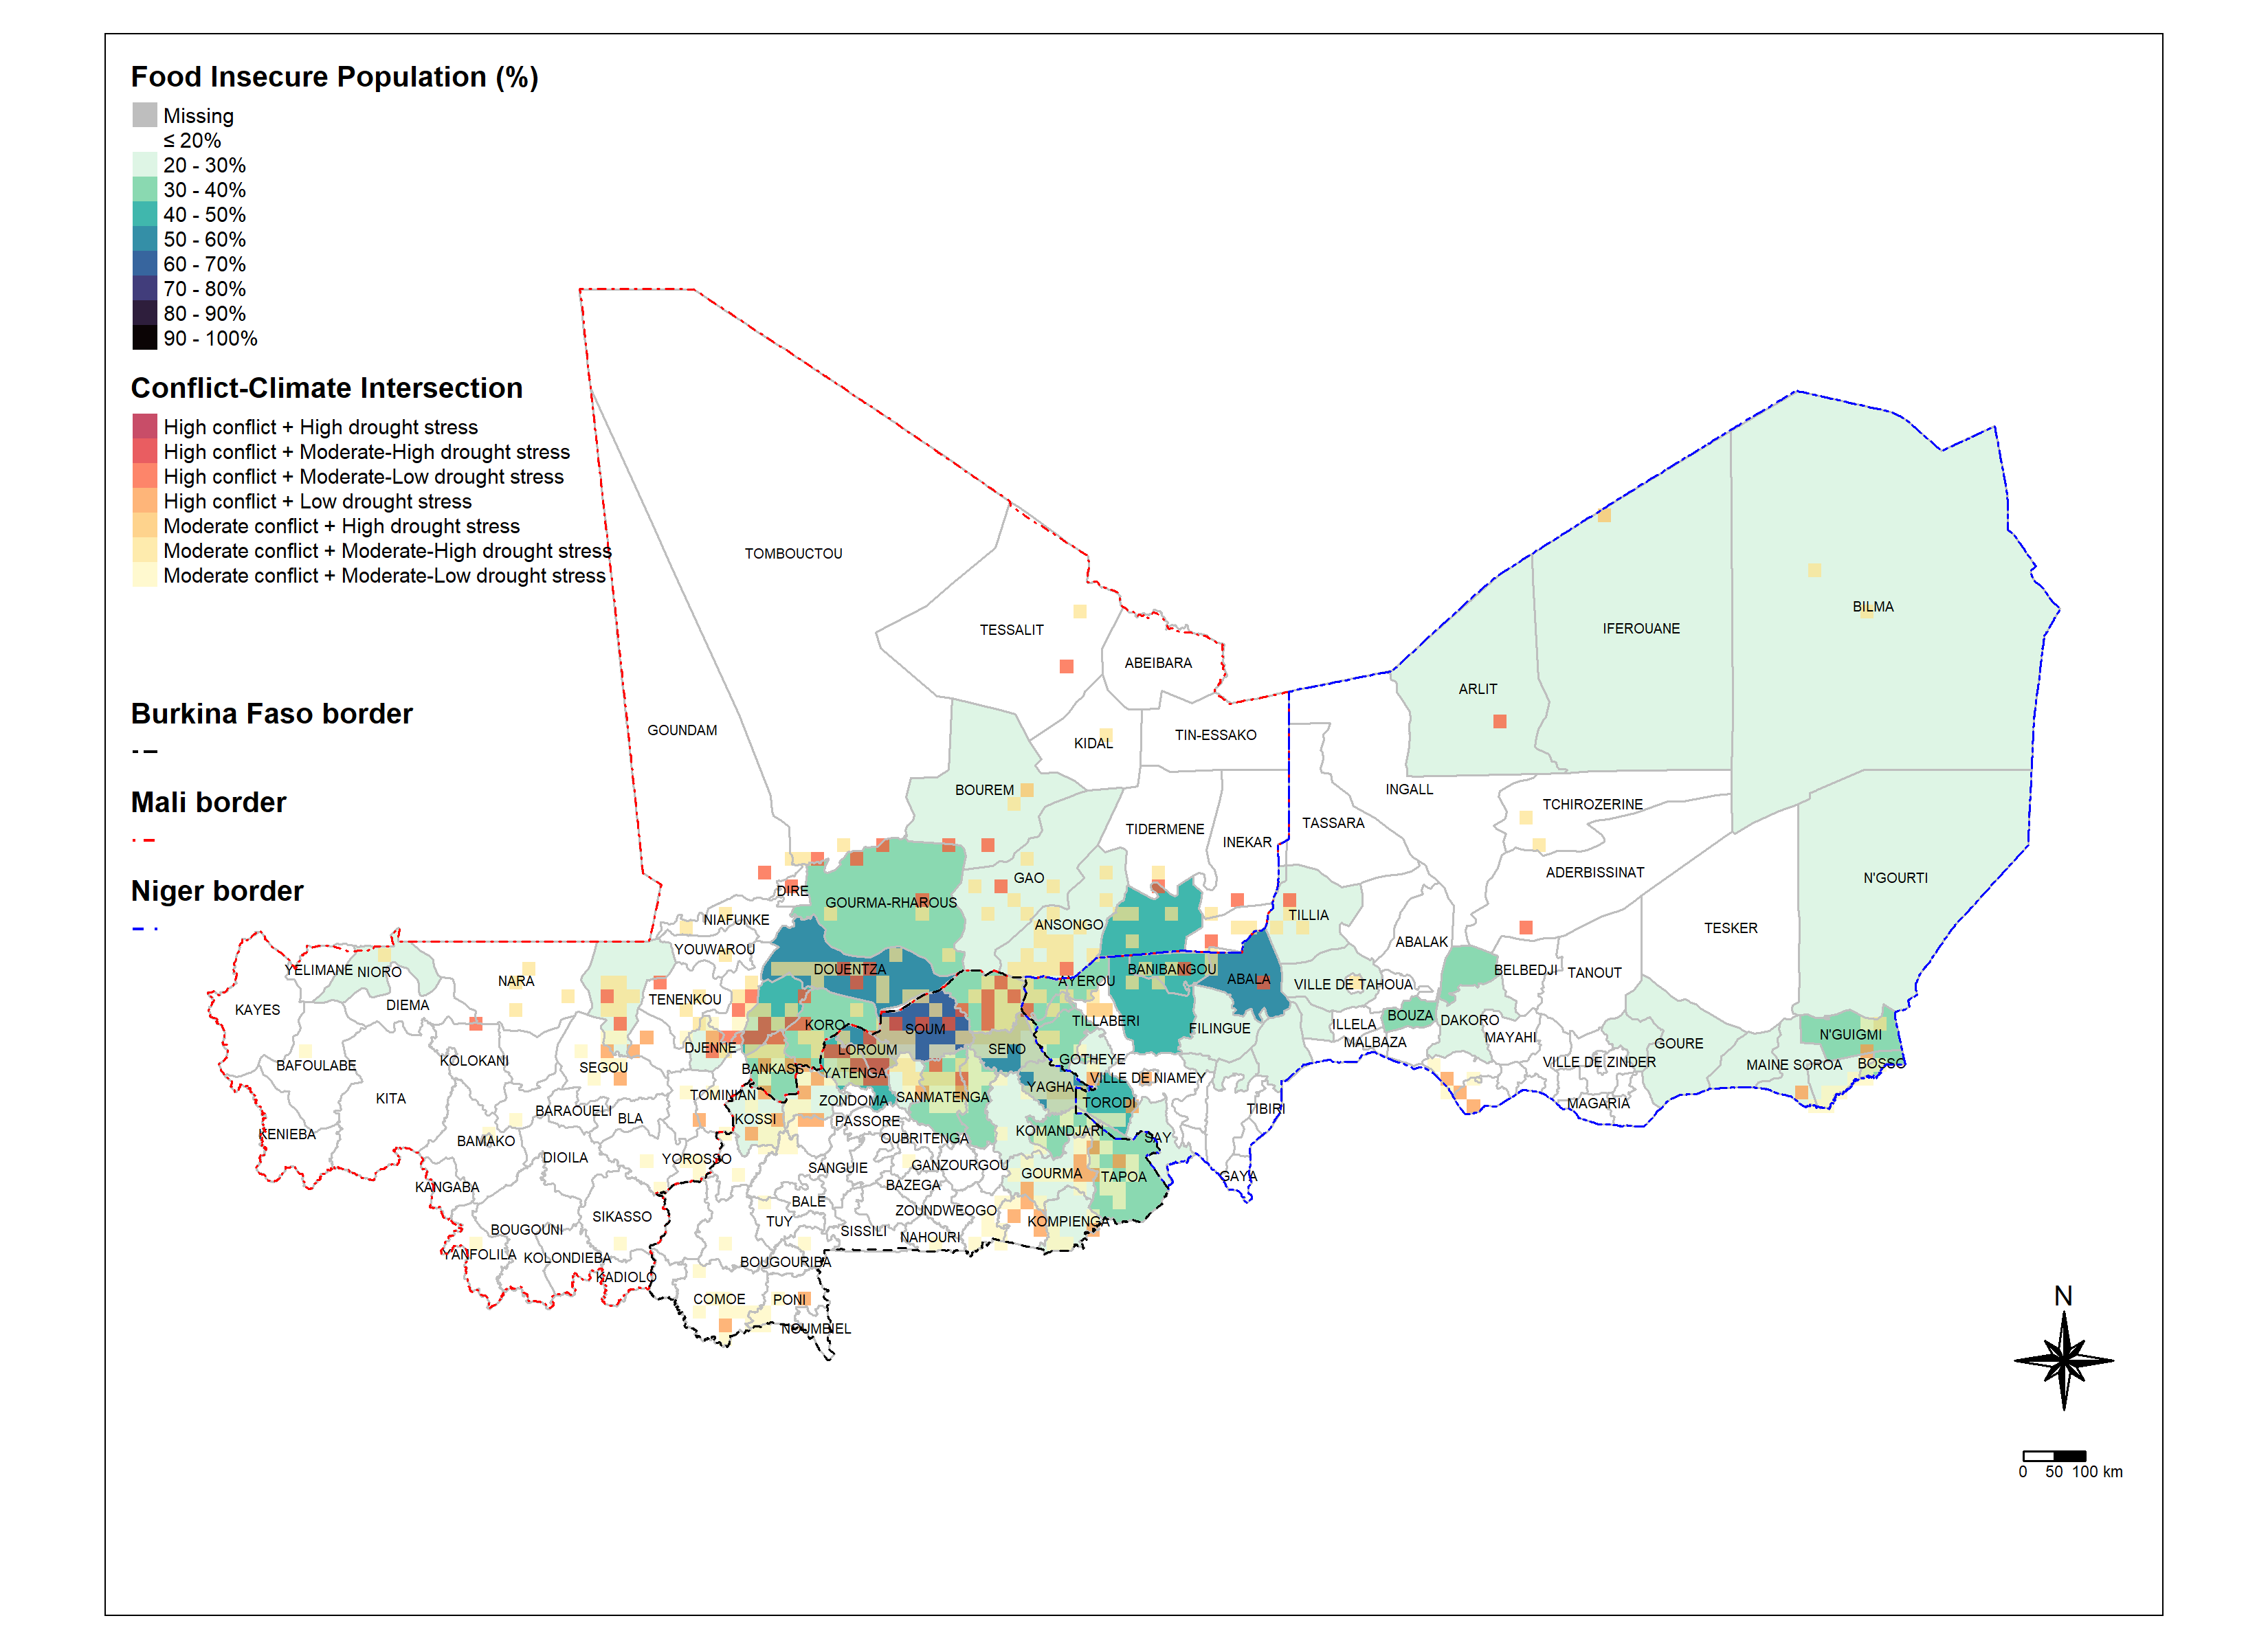 Food Insecure Population (%)
Missing
≤ 20%
20 - 30%
30 - 40%
40 - 50%
50 - 60%
60 - 70%
70 - 80%
80 - 90%
90 - 100%
Conflict-Climate Intersection
High conflict + High drought stress
High conflict + Moderate-High drought stress
High conflict + Moderate-Low drought stress
High conflict + Low drought stress
Moderate conflict + High drought stress
Moderate conflict + Moderate-High drought stress
Moderate conflict + Moderate-Low drought stress
Burkina Faso border
Mali border
Niger border
TOMBOUCTOU
TESSALIT
ABEIBARA
GOUNDAM
KIDAL
TIN-ESSAKO
BOUREM
TIDERMENE
INEKAR
TASSARA
INGALL
ARLIT
IFEROUANE
BILMA
TCHIROZERINE
ADERBISSINAT
N'GOURTI
TESKER
DIRE
GAO
GOURMA-RHAROUS
NIAFUNKE
ANSONGO
TILLIA
YOUWAROU
ABALAK
YELIMANE
NIORO
NARA
DOUENTZA
BANIBANGOU
ABALA
AYEROU
VILLE DE TAHOUA
BELBEDJI
TANOUT
KAYES
DIEMA
TENENKOU
KORO
SOUM
TILLABERI
FILINGUE
ILLELA
BOUZA
DAKORO
MAYAHI
MALBAZA
GOURE
N'GUIGMI
BAFOULABE
KOLOKANI
SEGOU
DJENNE
LOROUM
SENO
GOTHEYE
VILLE DE ZINDER
MAINE SOROA
BOSSO
BANKASS
YATENGA
VILLE DE NIAMEY
YAGHA
KITA
TOMINIAN
ZONDOMA
SANMATENGA
TORODI
TIBIRI
MAGARIA
BARAOUELI
BLA
KOSSI
PASSORE
KENIEBA
BAMAKO
OUBRITENGA
KOMANDJARI
SAY
DIOILA
YOROSSO
SANGUIE
GANZOURGOU
GOURMA
TAPOA
GAYA
KANGABA
BAZEGA
BALE
ZOUNDWEOGO
SIKASSO
TUY
KOMPIENGA
BOUGOUNI
SISSILI
NAHOURI
YANFOLILA
KOLONDIEBA
BOUGOURIBA
KADIOLO
COMOE
PONI
NOUMBIEL
N
0 50 100 km